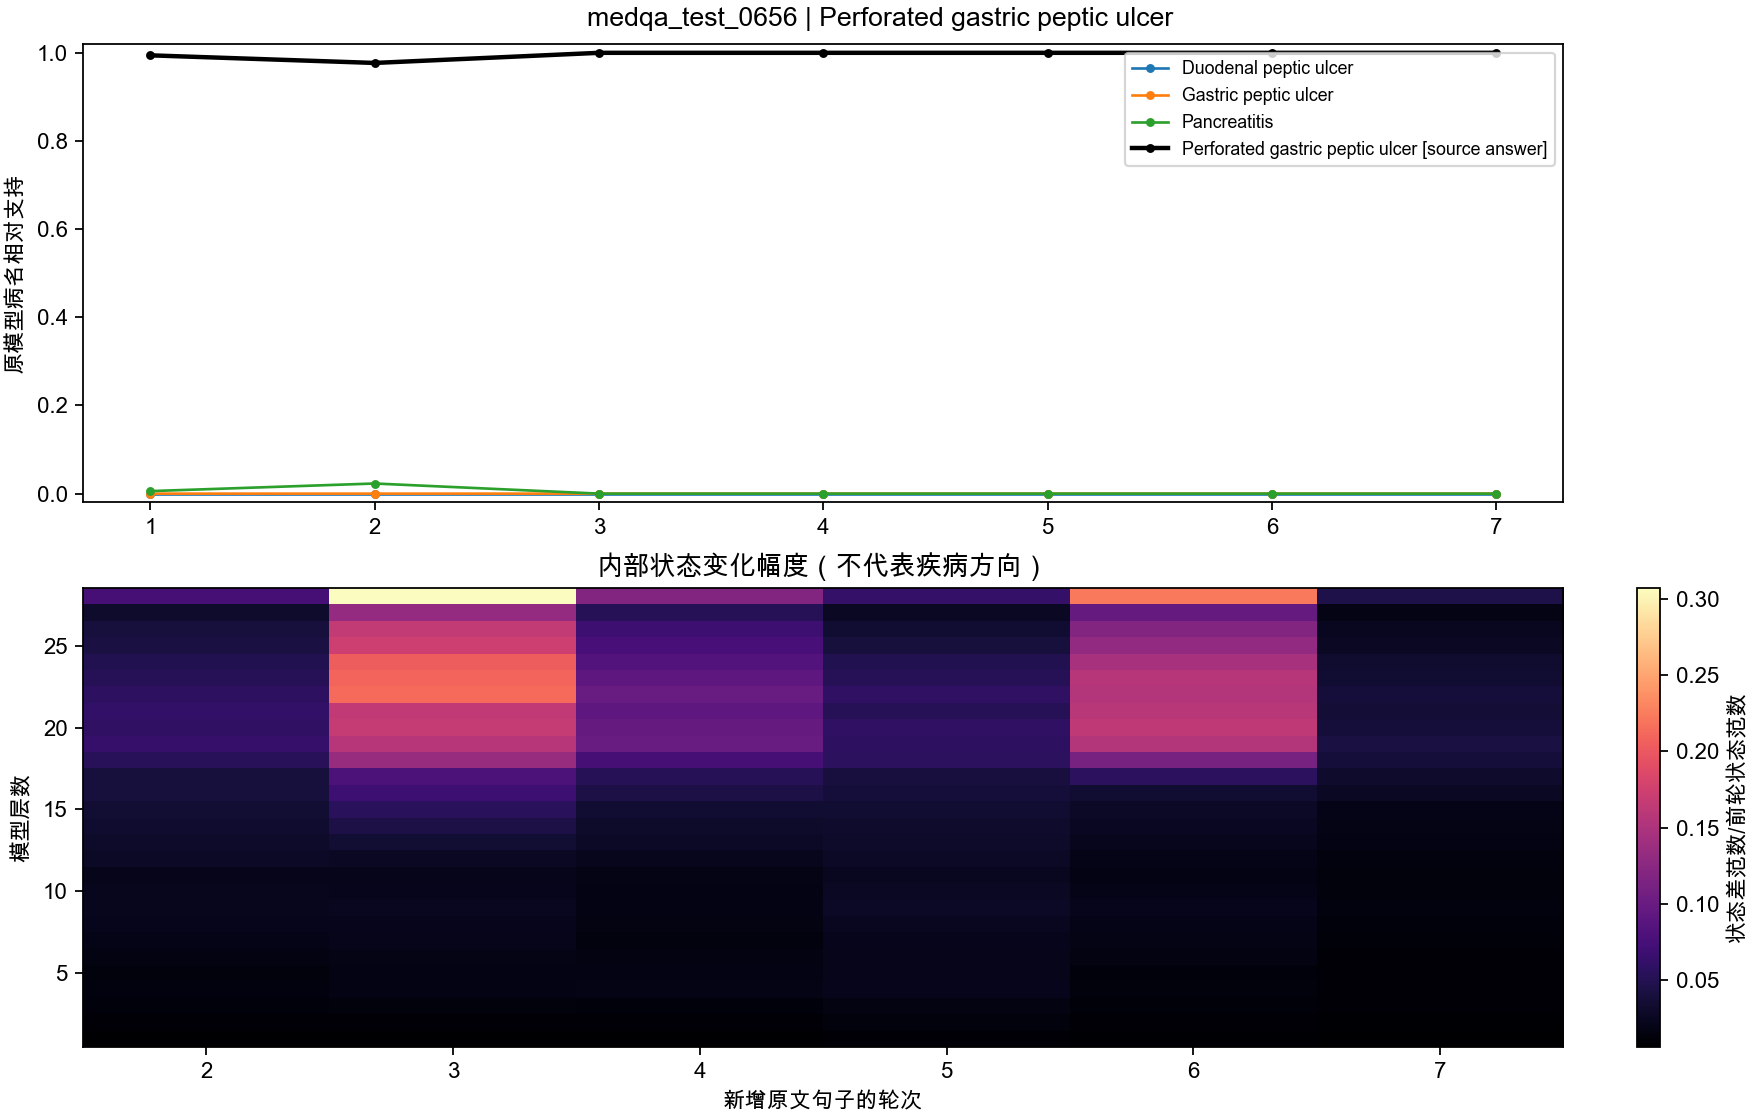 medqa_test_0656 | Perforated gastric peptic ulcer
原模型病名相对支持
1.0
0.8
0.6
0.4
0.2
0.0
Duodenal peptic ulcer
Gastric peptic ulcer
Pancreatitis
Perforated gastric peptic ulcer [source answer]
1 2 3 4 5 6 7
内部状态变化幅度（不代表疾病方向）
模型层数
25
20
15
10
5
2 3 4 5 6 7
新增原文句子的轮次
0.30
0.25
0.20
0.15
0.10
0.05
状态差范数/前轮状态范数